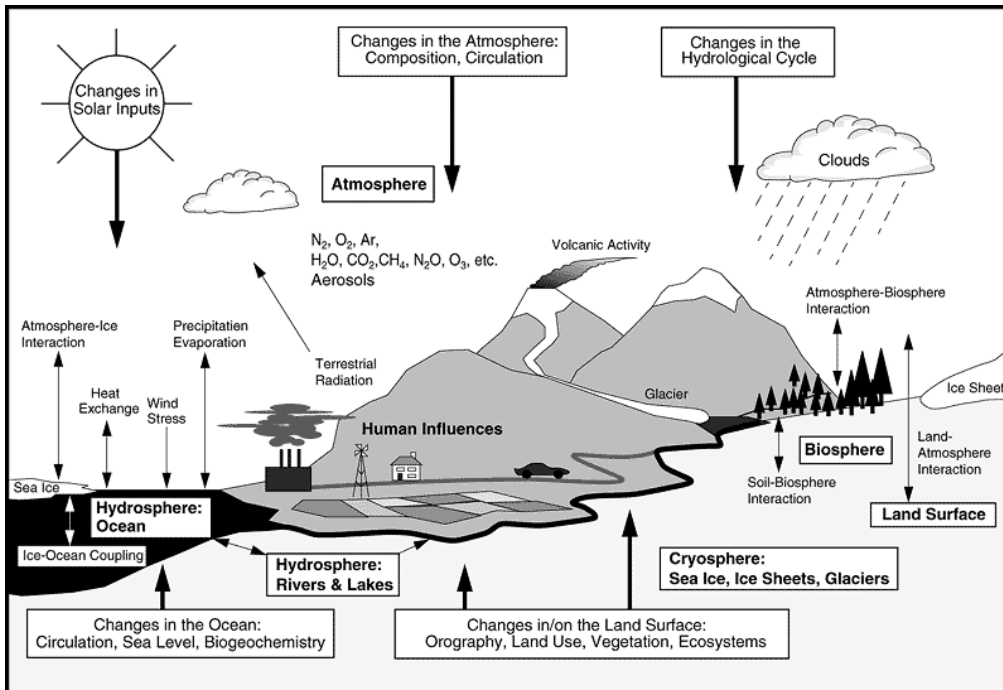 Changes in the Atmosphere:
Composition, Circulation
Changes in the
Hydrological Cycle
Changes in
Solar Inputs
Clouds
Atmosphere
N₂, O₂, Ar,
H₂O, CO₂,CH₄, N₂O, O₃, etc.
Aerosols
Volcanic Activity
Atmosphere-Biosphere
Interaction
Atmosphere-Ice
Interaction
Precipitation
Evaporation
Terrestrial
Radiation
Heat
Exchange
Wind
Stress
Glacier
Ice Sheet
Human Influences
Biosphere
Land-
Atmosphere
Interaction
Soil-Biosphere
Interaction
Sea Ice
Hydrosphere:
Ocean
Land Surface
Ice-Ocean Coupling
Hydrosphere:
Rivers & Lakes
Cryosphere:
Sea Ice, Ice Sheets, Glaciers
Changes in the Ocean:
Circulation, Sea Level, Biogeochemistry
Changes in/on the Land Surface:
Orography, Land Use, Vegetation, Ecosystems